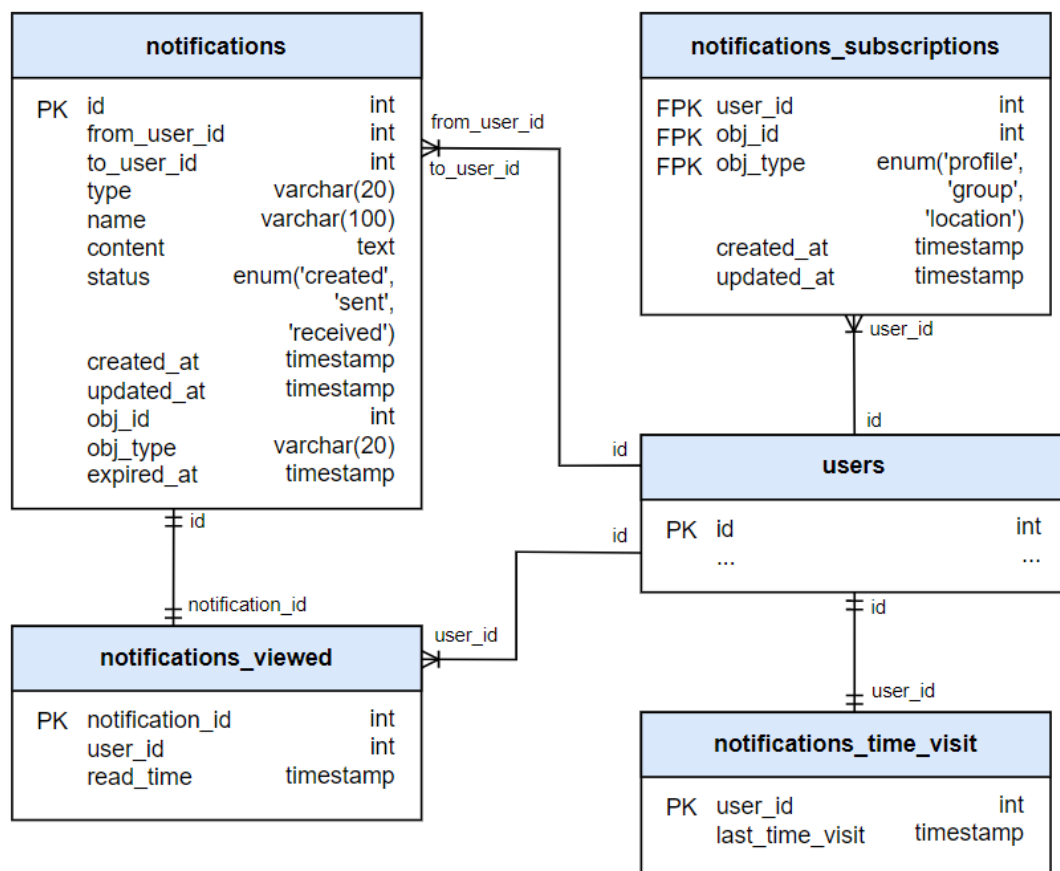 notifications
PK id int
from_user_id int
to_user_id int
type varchar(20)
name varchar(100)
content text
status enum('created',
'sent',
'received')
created_at timestamp
updated_at timestamp
obj_id int
obj_type varchar(20)
expired_at timestamp
from_user_id
to_user_id
notifications_subscriptions
FPK user_id int
FPK obj_id int
FPK obj_type enum('profile',
'group',
'location')
created_at timestamp
updated_at timestamp
user_id
id
id
users
PK id int
... ...
id
id
notification_id
user_id
notifications_viewed
PK notification_id int
user_id int
read_time timestamp
id
user_id
notifications_time_visit
PK user_id int
last_time_visit timestamp